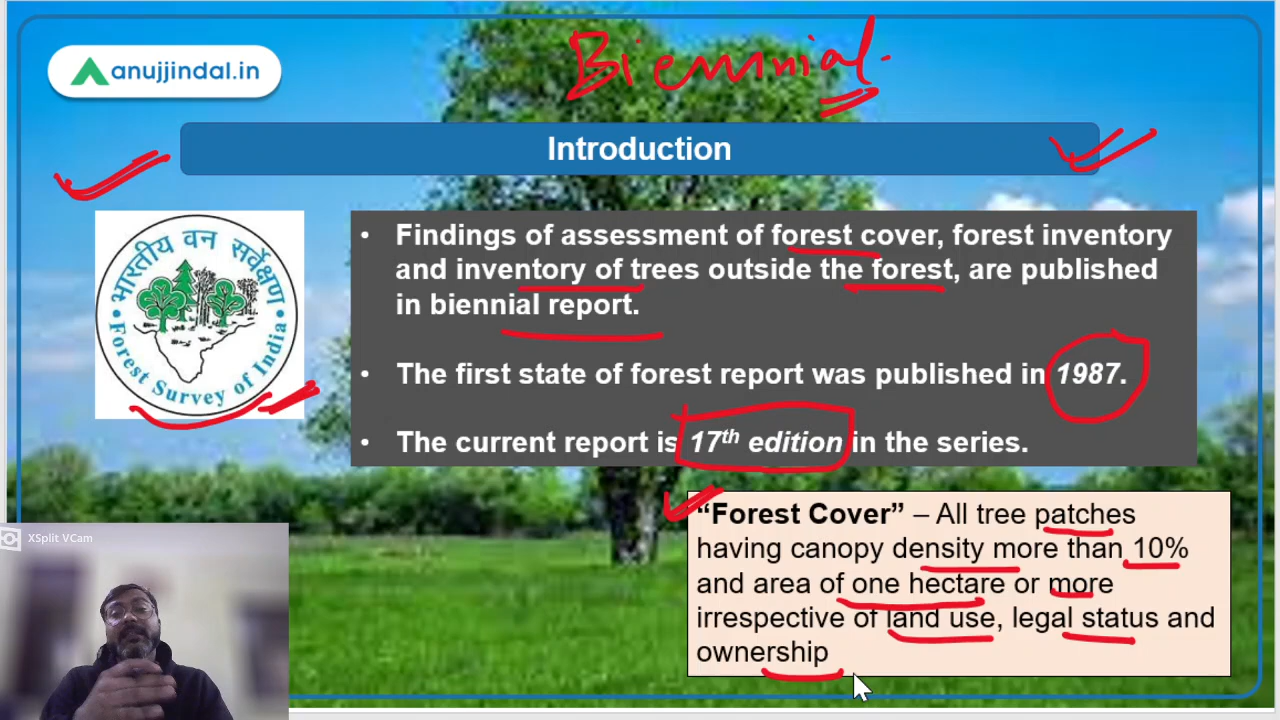 Biennial.
anujjindal.in
Introduction
भारतीय वन सर्वेक्षण
Forest Survey of India
• Findings of assessment of forest cover, forest inventory
and inventory of trees outside the forest, are published
in biennial report.
• The first state of forest report was published in 1987.
• The current report is 17th edition in the series.
“Forest Cover” – All tree patches
having canopy density more than 10%
and area of one hectare or more
irrespective of land use, legal status and
ownership
XSplit VCam